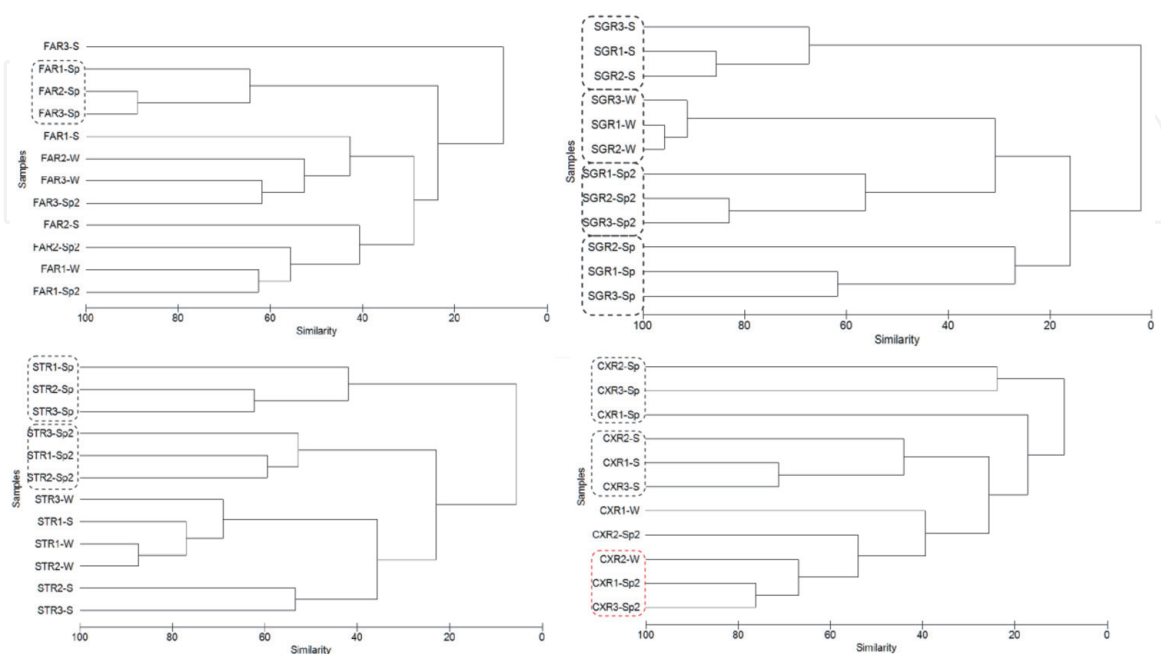 FAR3-S
FAR1-Sp
FAR2-Sp
FAR3-Sp
FAR1-S
FAR2-W
FAR3-W
FAR3-Sp2
FAR2-S
FAR2-Sp2
FAR1-W
FAR1-Sp2
Samples
100 80 60 40 20 0
Similarity
SGR3-S
SGR1-S
SGR2-S
SGR3-W
SGR1-W
SGR2-W
SGR1-Sp2
SGR2-Sp2
SGR3-Sp2
SGR2-Sp
SGR1-Sp
SGR3-Sp
Samples
100 80 60 40 20 0
Similarity
STR1-Sp
STR2-Sp
STR3-Sp
STR3-Sp2
STR1-Sp2
STR2-Sp2
STR3-W
STR1-S
STR1-W
STR2-W
STR2-S
STR3-S
Samples
100 80 60 40 20 0
Similarity
CXR2-Sp
CXR3-Sp
CXR1-Sp
CXR2-S
CXR1-S
CXR3-S
CXR1-W
CXR2-Sp2
CXR2-W
CXR1-Sp2
CXR3-Sp2
Samples
100 80 60 40 20 0
Similarity